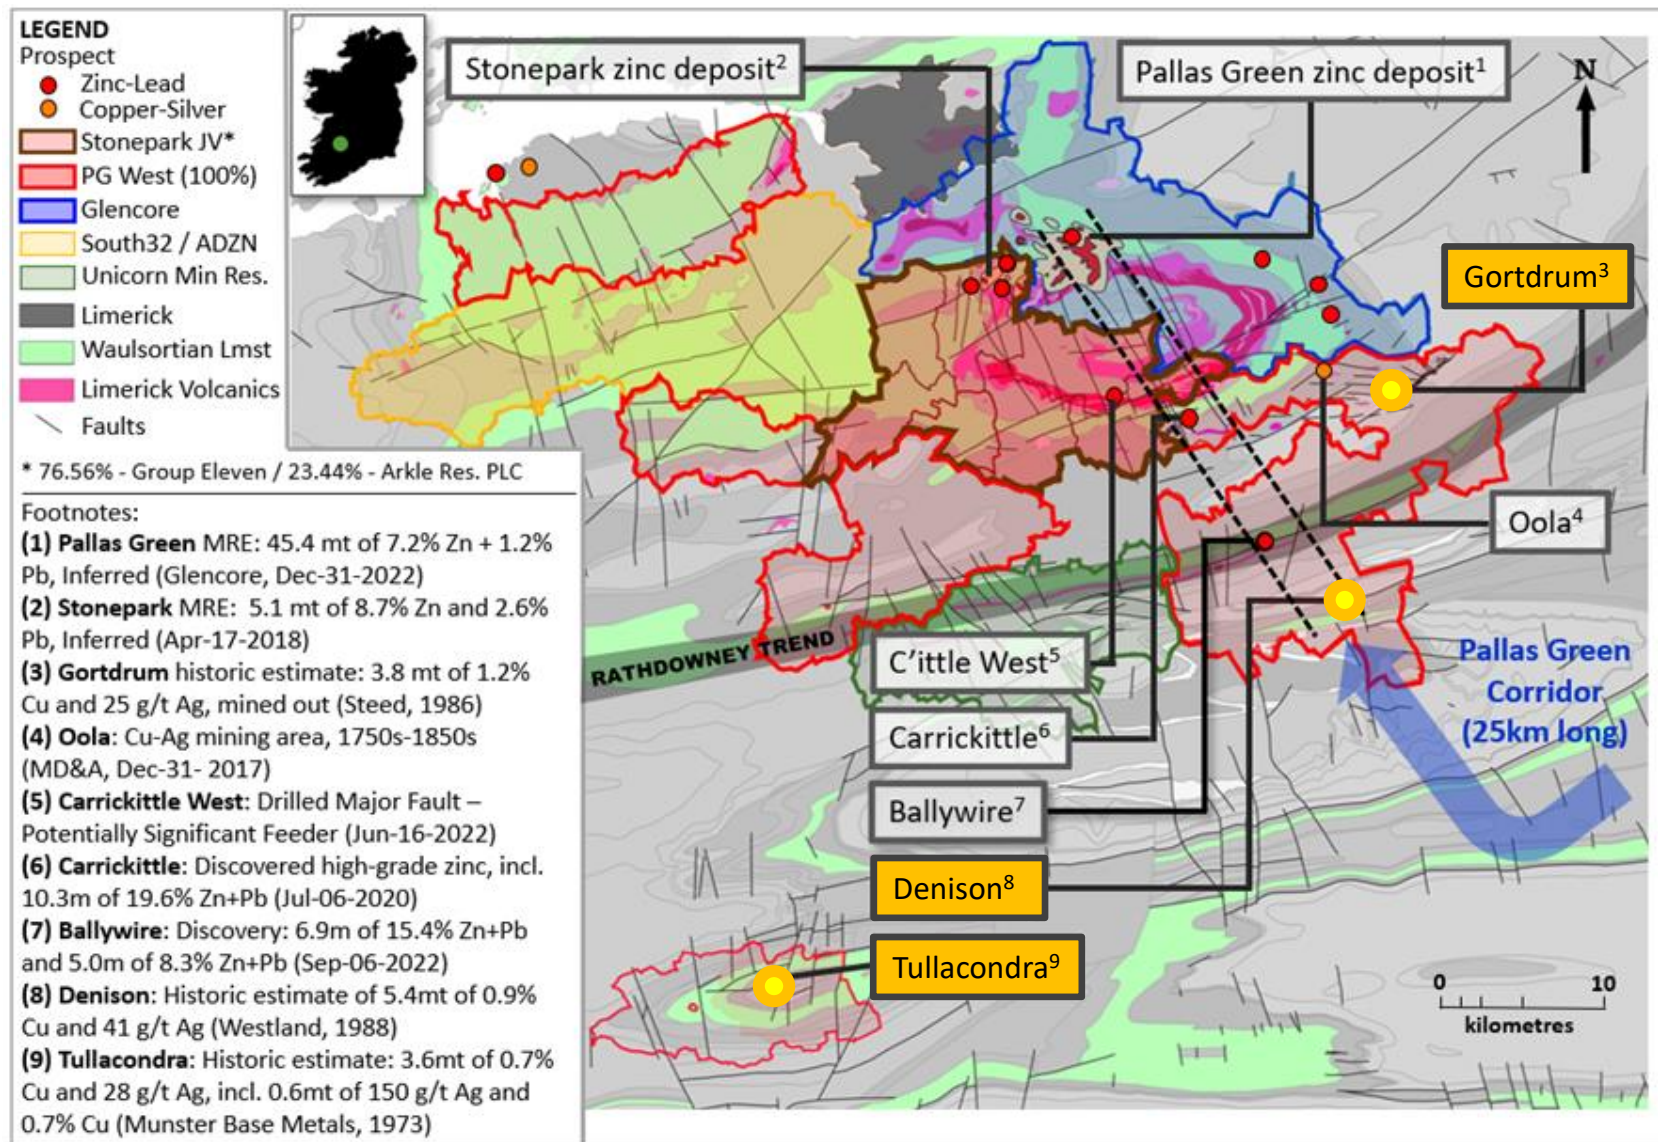 LEGEND
Prospect
Zinc-Lead
Copper-Silver
Stonepark JV*
PG West (100%)
Glencore
South32 / ADZN
Unicorn Min Res.
Limerick
Waulsortian Lmst
Limerick Volcanics
Faults
* 76.56% - Group Eleven / 23.44% - Arkle Res. PLC
Footnotes:
(1) Pallas Green MRE: 45.4 mt of 7.2% Zn + 1.2%
Pb, Inferred (Glencore, Dec-31-2022)
(2) Stonepark MRE: 5.1 mt of 8.7% Zn and 2.6%
Pb, Inferred (Apr-17-2018)
(3) Gortdrum historic estimate: 3.8 mt of 1.2%
Cu and 25 g/t Ag, mined out (Steed, 1986)
(4) Oola: Cu-Ag mining area, 1750s-1850s
(MD&A, Dec-31- 2017)
(5) Carrickittle West: Drilled Major Fault –
Potentially Significant Feeder (Jun-16-2022)
(6) Carrickittle: Discovered high-grade zinc, incl.
10.3m of 19.6% Zn+Pb (Jul-06-2020)
(7) Ballywire: Discovery: 6.9m of 15.4% Zn+Pb
and 5.0m of 8.3% Zn+Pb (Sep-06-2022)
(8) Denison: Historic estimate of 5.4mt of 0.9%
Cu and 41 g/t Ag (Westland, 1988)
(9) Tullacondra: Historic estimate: 3.6mt of 0.7%
Cu and 28 g/t Ag, incl. 0.6mt of 150 g/t Ag and
0.7% Cu (Munster Base Metals, 1973)
Stonepark zinc deposit²
Pallas Green zinc deposit¹
N
Gortdrum³
Oola⁴
RATHDOWNEY TREND
C'ittle West⁵
Carrickittle⁶
Ballywire⁷
Denison⁸
Tullacondra⁹
Pallas Green
Corridor
(25km long)
0 10
kilometres